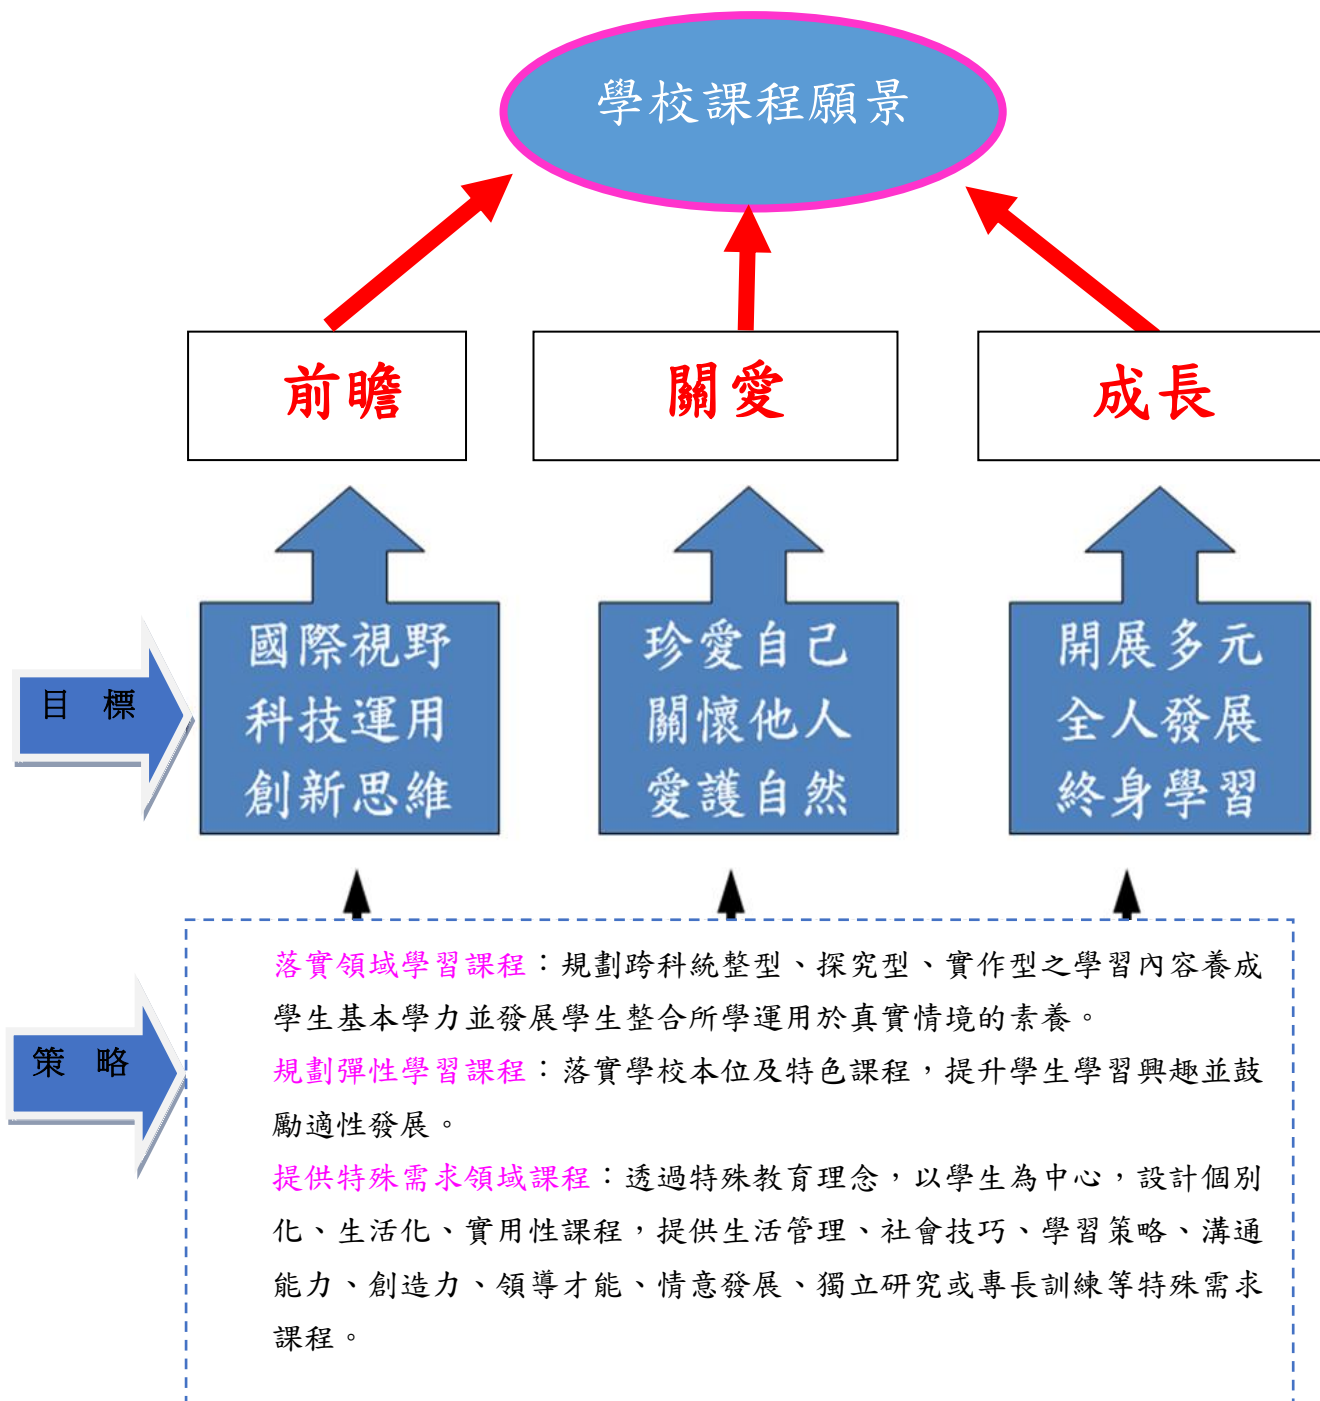 學校課程願景
前瞻
關愛
成長
目 標
國際視野
科技運用
創新思維
珍愛自己
關懷他人
愛護自然
開展多元
全人發展
終身學習
策 略
落實領域學習課程：規劃跨科統整型、探究型、實作型之學習內容養成
學生基本學力並發展學生整合所學運用於真實情境的素養。
規劃彈性學習課程：落實學校本位及特色課程，提升學生學習興趣並鼓
勵適性發展。
提供特殊需求領域課程：透過特殊教育理念，以學生為中心，設計個別
化、生活化、實用性課程，提供生活管理、社會技巧、學習策略、溝通
能力、創造力、領導才能、情意發展、獨立研究或專長訓練等特殊需求
課程。